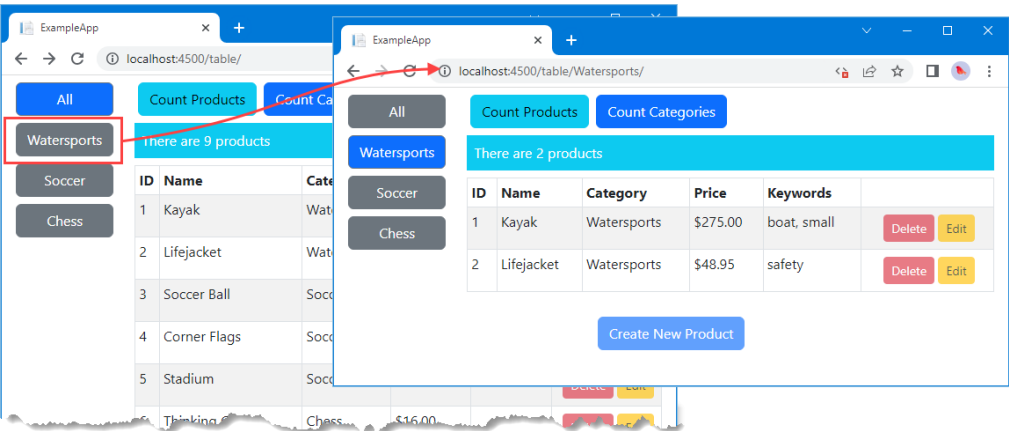 ExampleApp
localhost:4500/table/
All
Watersports
Soccer
Chess
Count Products
There are 9 products
ID Name
1 Kayak
2 Lifejacket
3 Soccer Ball
4 Corner Flags
5 Stadium
Chess $16.00
ExampleApp
localhost:4500/table/Watersports/
All
Watersports
Soccer
Chess
Count Products Count Categories
There are 2 products
ID Name Category Price Keywords
1 Kayak Watersports $275.00 boat, small Delete Edit
2 Lifejacket Watersports $48.95 safety Delete Edit
Create New Product